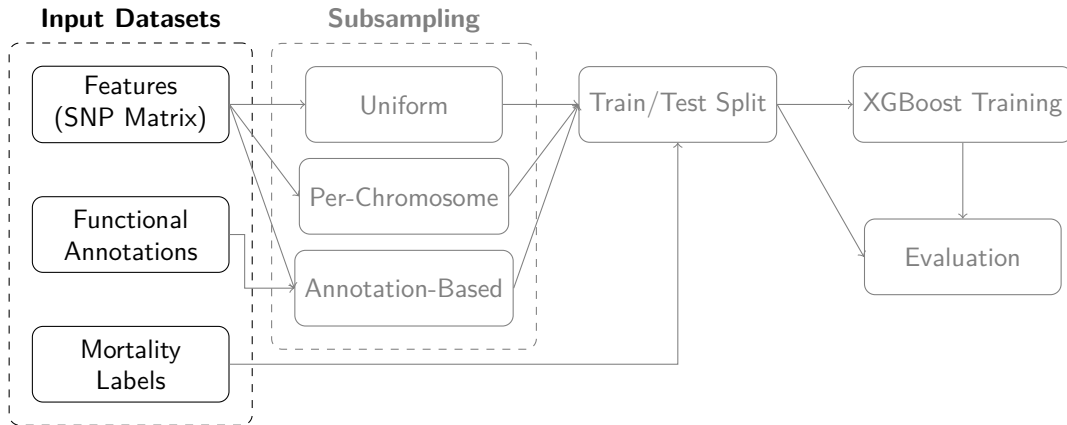 Input Datasets
Features
(SNP Matrix)
Functional
Annotations
Mortality
Labels
Subsampling
Uniform
Per-Chromosome
Annotation-Based
Train/Test Split
XGBoost Training
Evaluation